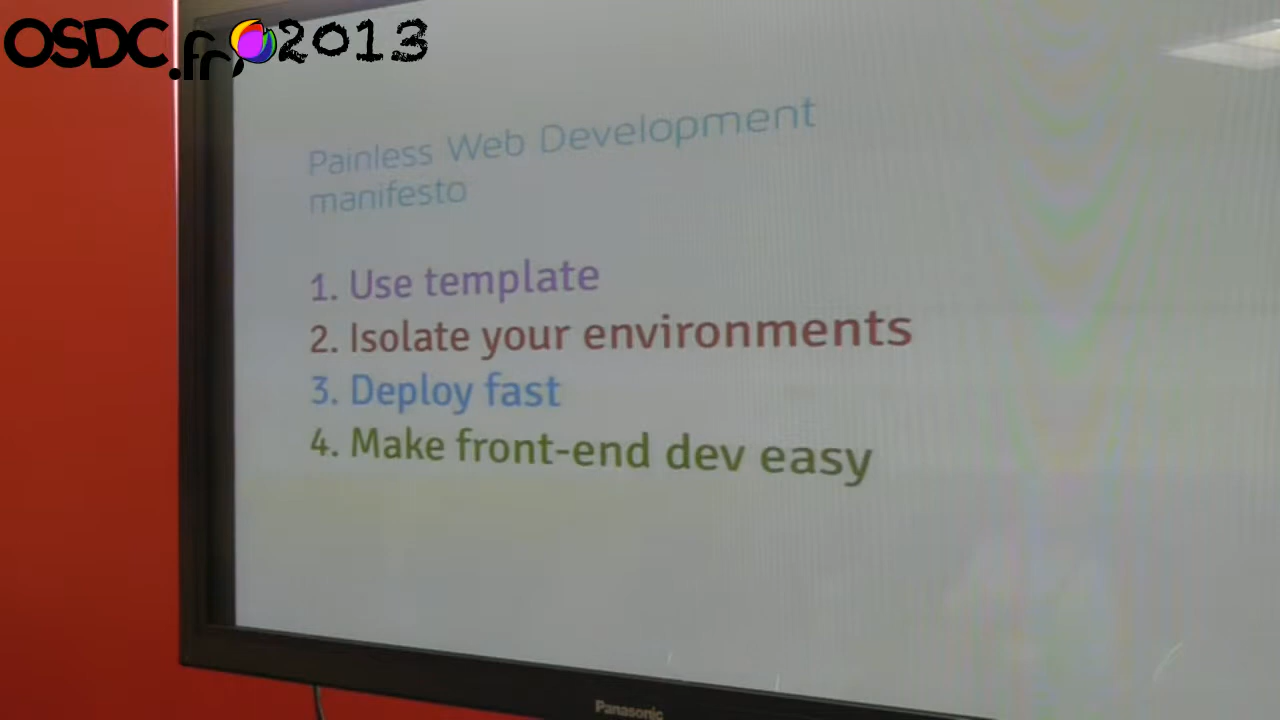 OSDC.fr 2013
Painless Web Development
manifesto
1. Use template
2. Isolate your environments
3. Deploy fast
4. Make front-end dev easy
Panasonic